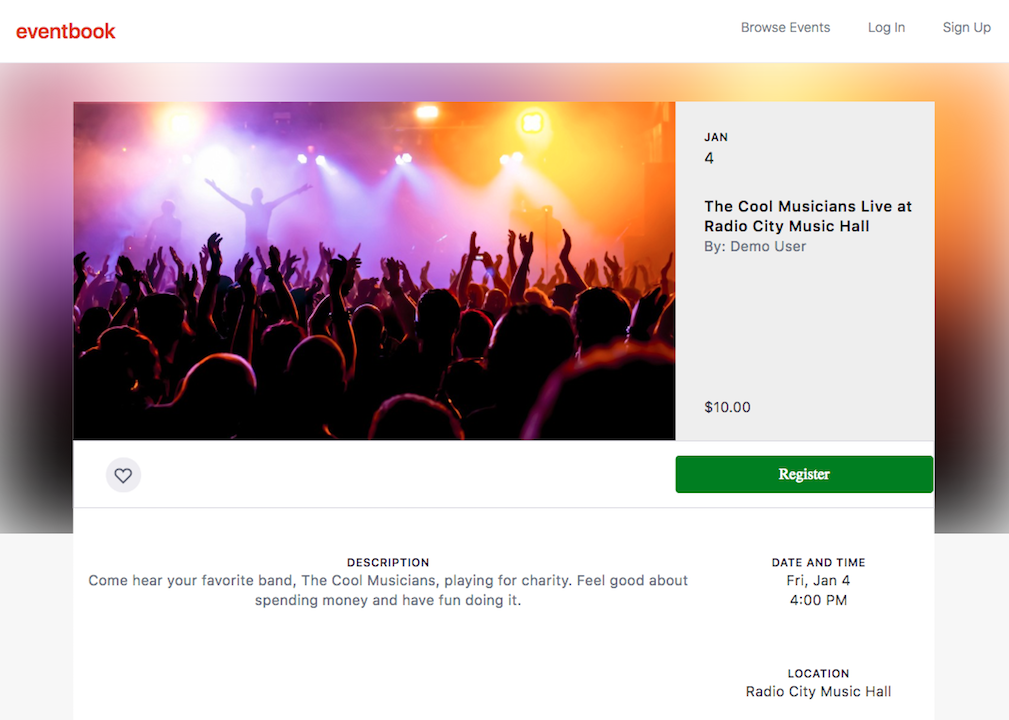 eventbook
Browse Events
Log In
Sign Up
JAN
4
The Cool Musicians Live at
Radio City Music Hall
By: Demo User
$10.00
Register
DESCRIPTION
Come hear your favorite band, The Cool Musicians, playing for charity. Feel good about
spending money and have fun doing it.
DATE AND TIME
Fri, Jan 4
4:00 PM
LOCATION
Radio City Music Hall